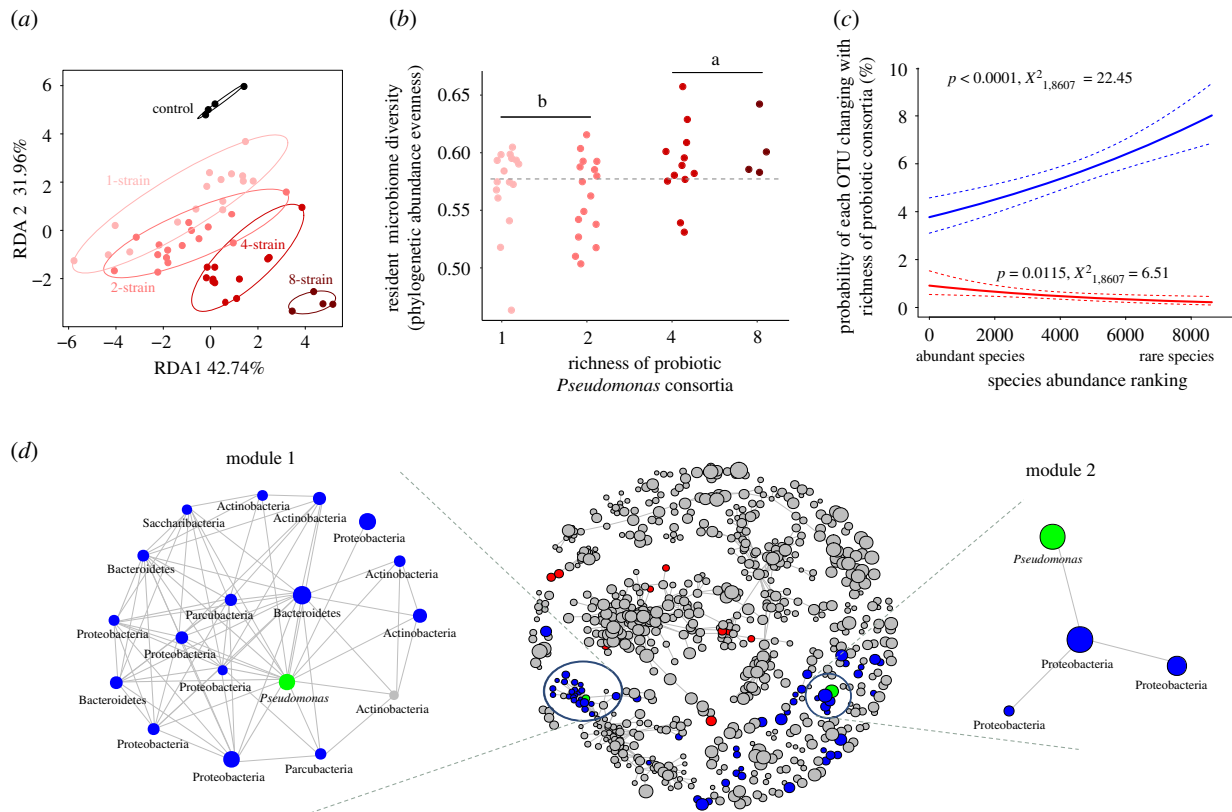 (a)
6
4
2
0
−2
−6
−4
−2
0
2
4
6
RDA 2 31.96%
RDA1 42.74%
control
1-strain
2-strain
4-strain
8-strain
(b)
0.65
0.60
0.55
0.50
resident microbiome diversity
(phylogenetic abundance evenness)
b
a
1
2
4
8
richness of probiotic
Pseudomonas consortia
(c)
probability of each OTU changing with
richness of probiotic consortia (%)
10
8
6
4
2
0
p < 0.0001, X²₁,₈₆₀₇ = 22.45
p = 0.0115, X²₁,₈₆₀₇ = 6.51
0
2000
4000
6000
8000
abundant species
rare species
species abundance ranking
(d)
module 1
Actinobacteria
Saccharibacteria
Actinobacteria
Proteobacteria
Bacteroidetes
Actinobacteria
Parcubacteria
Bacteroidetes
Proteobacteria
Actinobacteria
Proteobacteria
Proteobacteria
Pseudomonas
Bacteroidetes
Actinobacteria
Proteobacteria
Proteobacteria
Parcubacteria
module 2
Pseudomonas
Proteobacteria
Proteobacteria
Proteobacteria